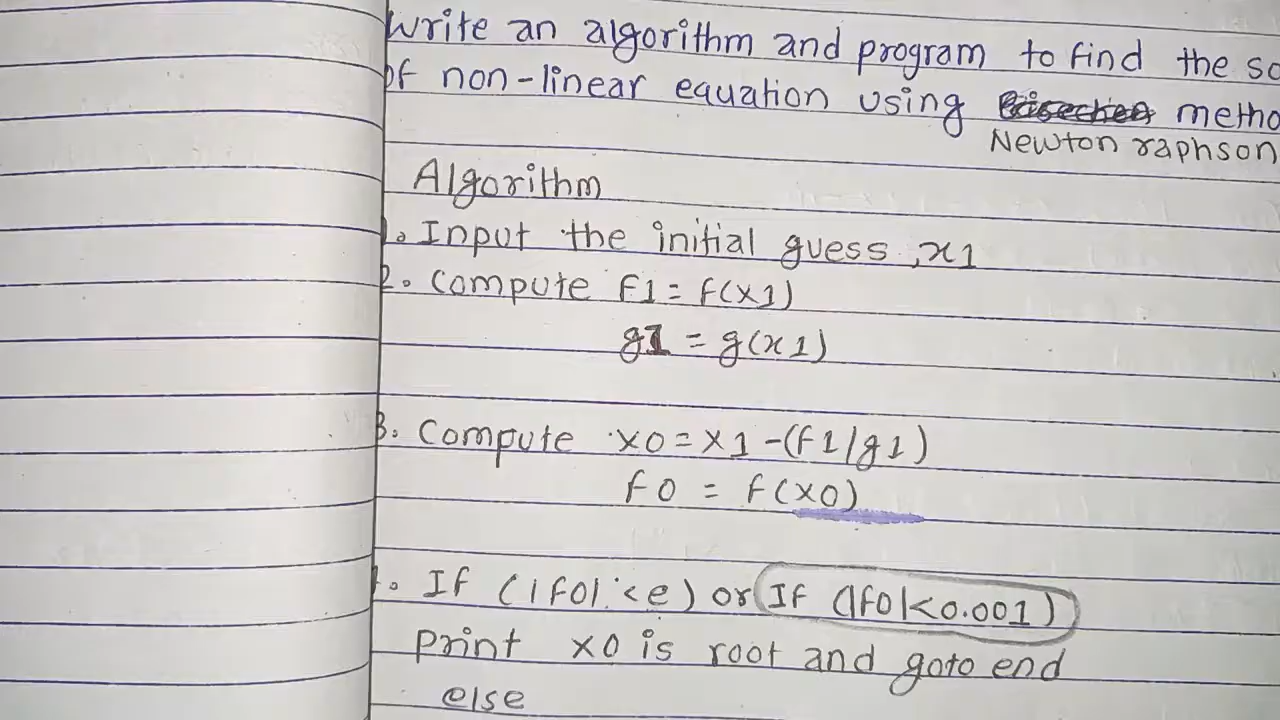 Write an algorithm and program to find the so
of non-linear equation using metho
Newton raphson
Algorithm
1. Input the initial guess, x1
2. Compute f1 = f(x1)
g1 = g(x1)
3. Compute x0 = x1 -(f1/g1)
f0 = f(x0)
4. If (|f0| <e) or If (|f0|<0.001)
print x0 is root and goto end
else